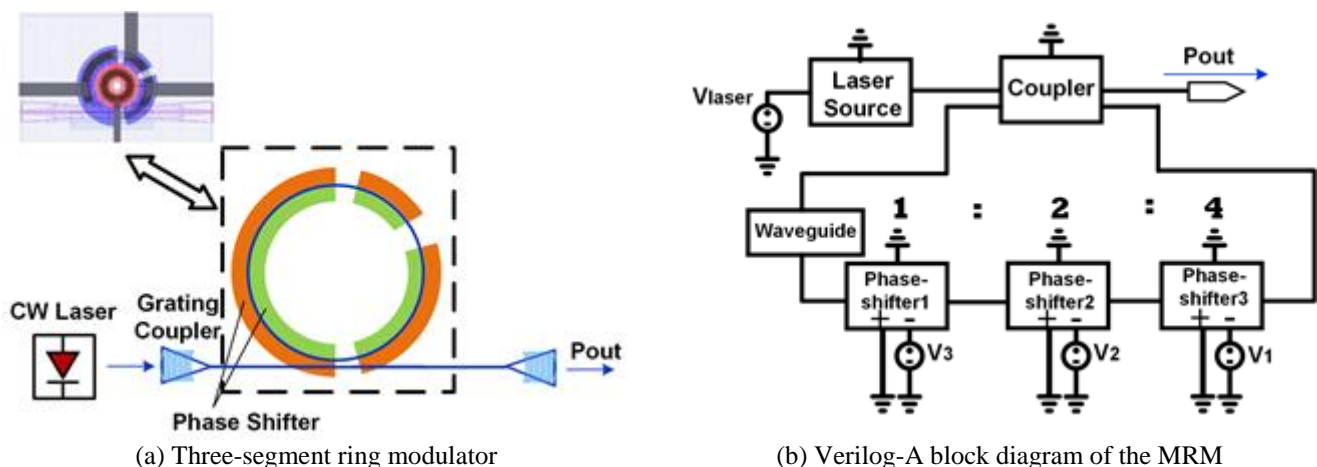 CW Laser
Grating
Coupler
Phase Shifter
Pout
(a) Three-segment ring modulator
Vlaser
Laser
Source
Coupler
Pout
Waveguide
1 : 2 : 4
Phase-
shifter1
+ -
V3
Phase-
shifter2
+ -
V2
Phase-
shifter3
+ -
V1
(b) Verilog-A block diagram of the MRM